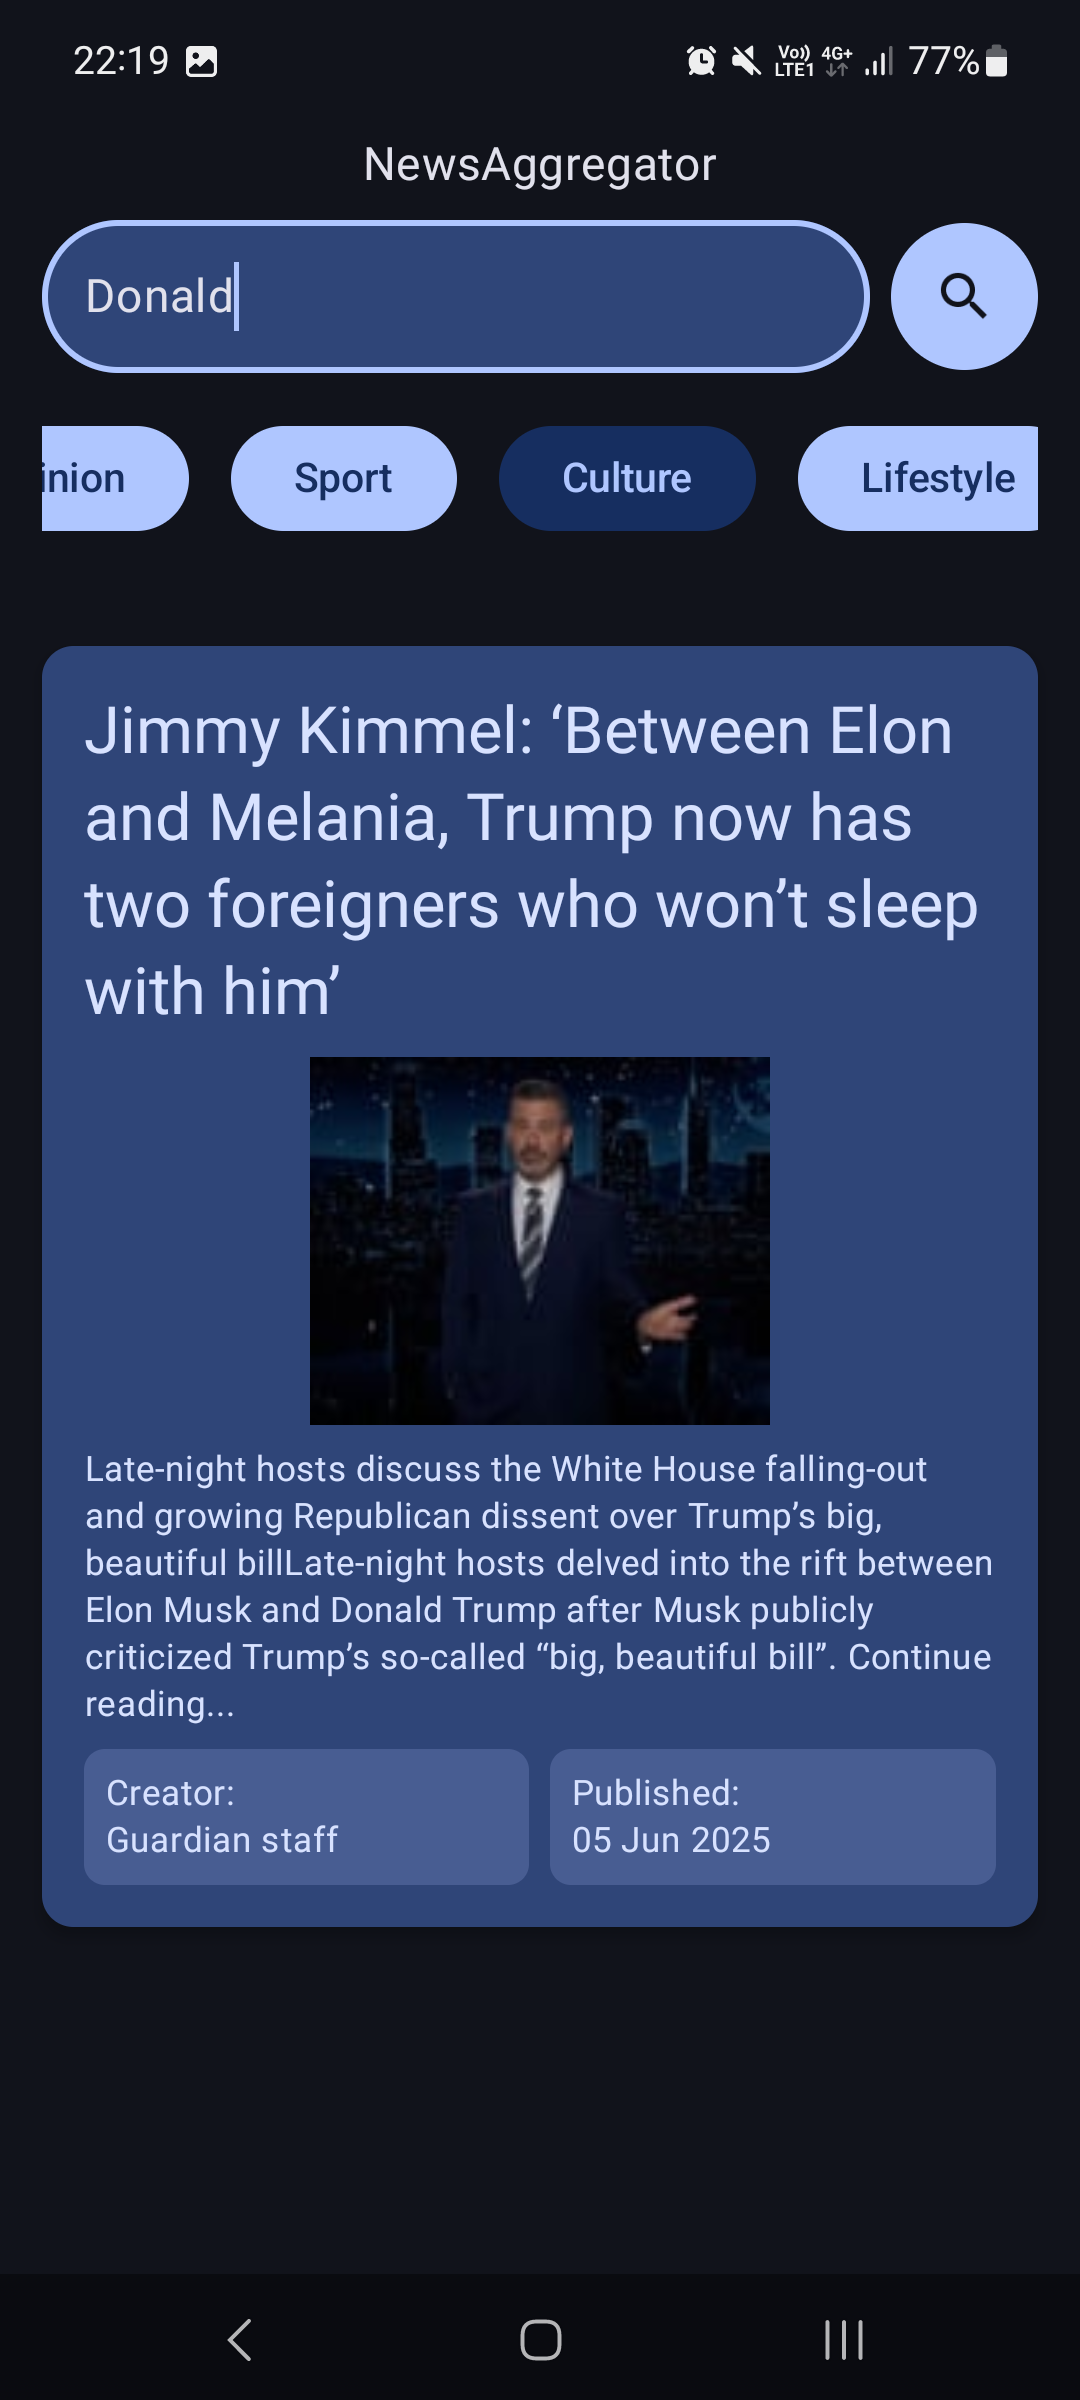 22:19
Vo)) LTE1 4G+ 77%
NewsAggregator
Donald
inion Sport Culture Lifestyle
Jimmy Kimmel: ‘Between Elon
and Melania, Trump now has
two foreigners who won’t sleep
with him’
Late-night hosts discuss the White House falling-out
and growing Republican dissent over Trump’s big,
beautiful billLate-night hosts delved into the rift between
Elon Musk and Donald Trump after Musk publicly
criticized Trump’s so-called “big, beautiful bill”. Continue
reading...
Creator:
Guardian staff
Published:
05 Jun 2025